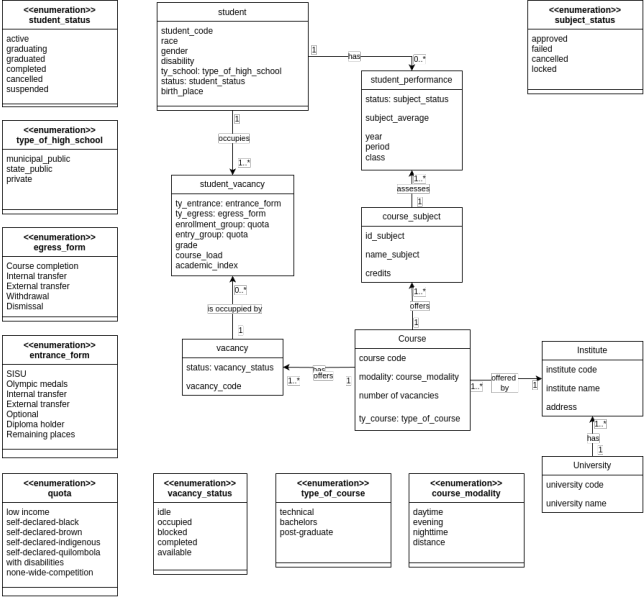 <<enumeration>>
student_status
active
graduating
graduated
completed
cancelled
suspended
student
student_code
race
gender
disability
ty_school: type_of_high_school
status: student_status
birth_place
<<enumeration>>
subject_status
approved
failed
cancelled
locked
1
has
0..*
student_performance
status: subject_status
subject_average
year
period
class
<<enumeration>>
type_of_high_school
municipal_public
state_public
private
1
occupies
1..*
student_vacancy
ty_entrance: entrance_form
ty_egress: egress_form
enrollment_group: quota
entry_group: quota
grade
course_load
academic_index
1..*
assesses
1
course_subject
id_subject
name_subject
credits
<<enumeration>>
egress_form
Course completion
Internal transfer
External transfer
Withdrawal
Dismissal
0..*
is occuppied by
1
1..*
offers
1
<<enumeration>>
entrance_form
SISU
Olympic medals
Internal transfer
External transfer
Optional
Diploma holder
Remaining places
vacancy
status: vacancy_status
vacancy_code
has
offers
1..*
1
Course
course code
modality: course_modality
number of vacancies
ty_course: type_of_course
offered
by
1..*
1
Institute
institute code
institute name
address
1..*
has
1
University
university code
university name
<<enumeration>>
quota
low income
self-declared-black
self-declared-brown
self-declared-indigenous
self-declared-quilombola
with disabilities
none-wide-competition
<<enumeration>>
vacancy_status
idle
occupied
blocked
completed
available
<<enumeration>>
type_of_course
technical
bachelors
post-graduate
<<enumeration>>
course_modality
daytime
evening
nighttime
distance